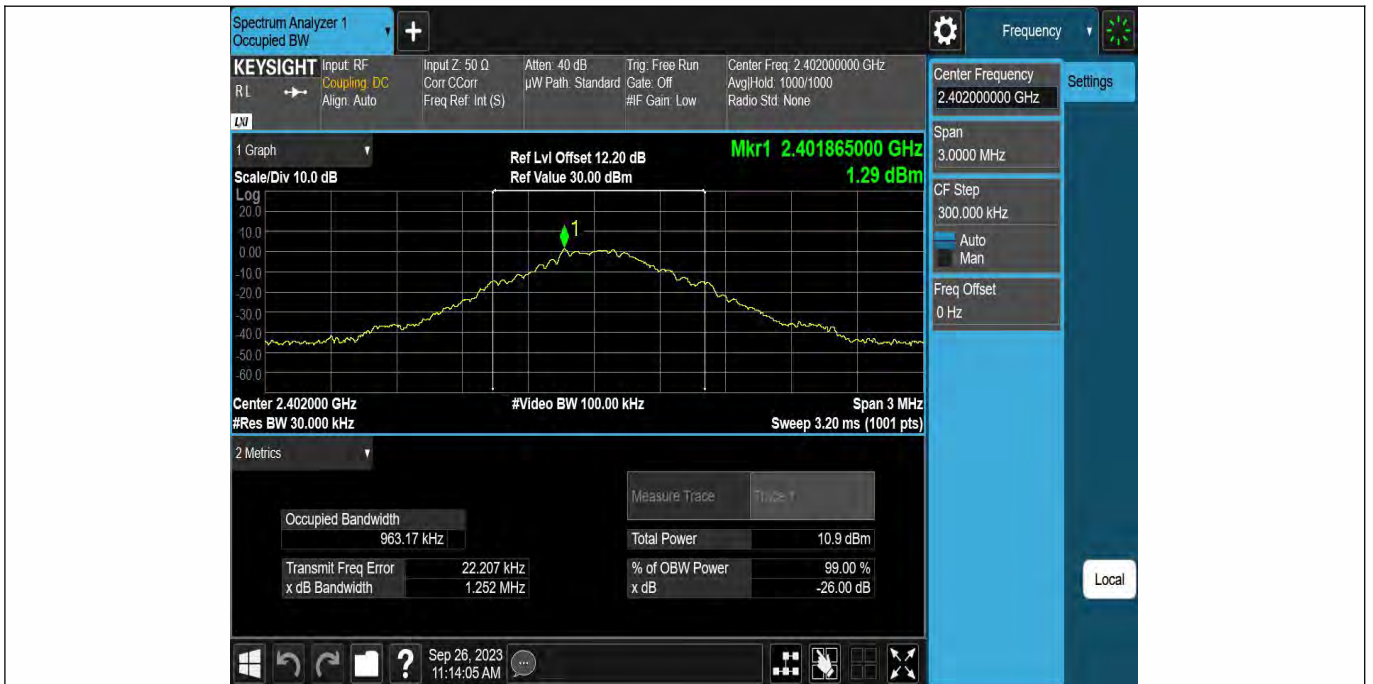 Spectrum Analyzer 1
Occupied BW
+
Frequency
KEYSIGHT
R L
LXI
Input: RF
Coupling: DC
Align: Auto
Input Z: 50 Ω
Corr CCorr
Freq Ref: Int (S)
Atten: 40 dB
µW Path: Standard
Trig: Free Run
Gate: Off
#IF Gain: Low
Center Freq: 2.402000000 GHz
Avg|Hold: 1000/1000
Radio Std: None
Center Frequency
2.402000000 GHz
Settings
Span
3.0000 MHz
CF Step
300.000 kHz
Auto
Man
Freq Offset
0 Hz
Local
1 Graph
Scale/Div 10.0 dB
Ref Lvl Offset 12.20 dB
Ref Value 30.00 dBm
Mkr1 2.401865000 GHz
1.29 dBm
Log
20.0
10.0
0.00
-10.0
-20.0
-30.0
-40.0
-50.0
-60.0
1
Center 2.402000 GHz
#Res BW 30.000 kHz
#Video BW 100.00 kHz
Span 3 MHz
Sweep 3.20 ms (1001 pts)
2 Metrics
Measure Trace
Trace 1
Occupied Bandwidth
963.17 kHz
Total Power 10.9 dBm
Transmit Freq Error 22.207 kHz
% of OBW Power 99.00 %
x dB Bandwidth 1.252 MHz
x dB -26.00 dB
?
Sep 26, 2023
11:14:05 AM